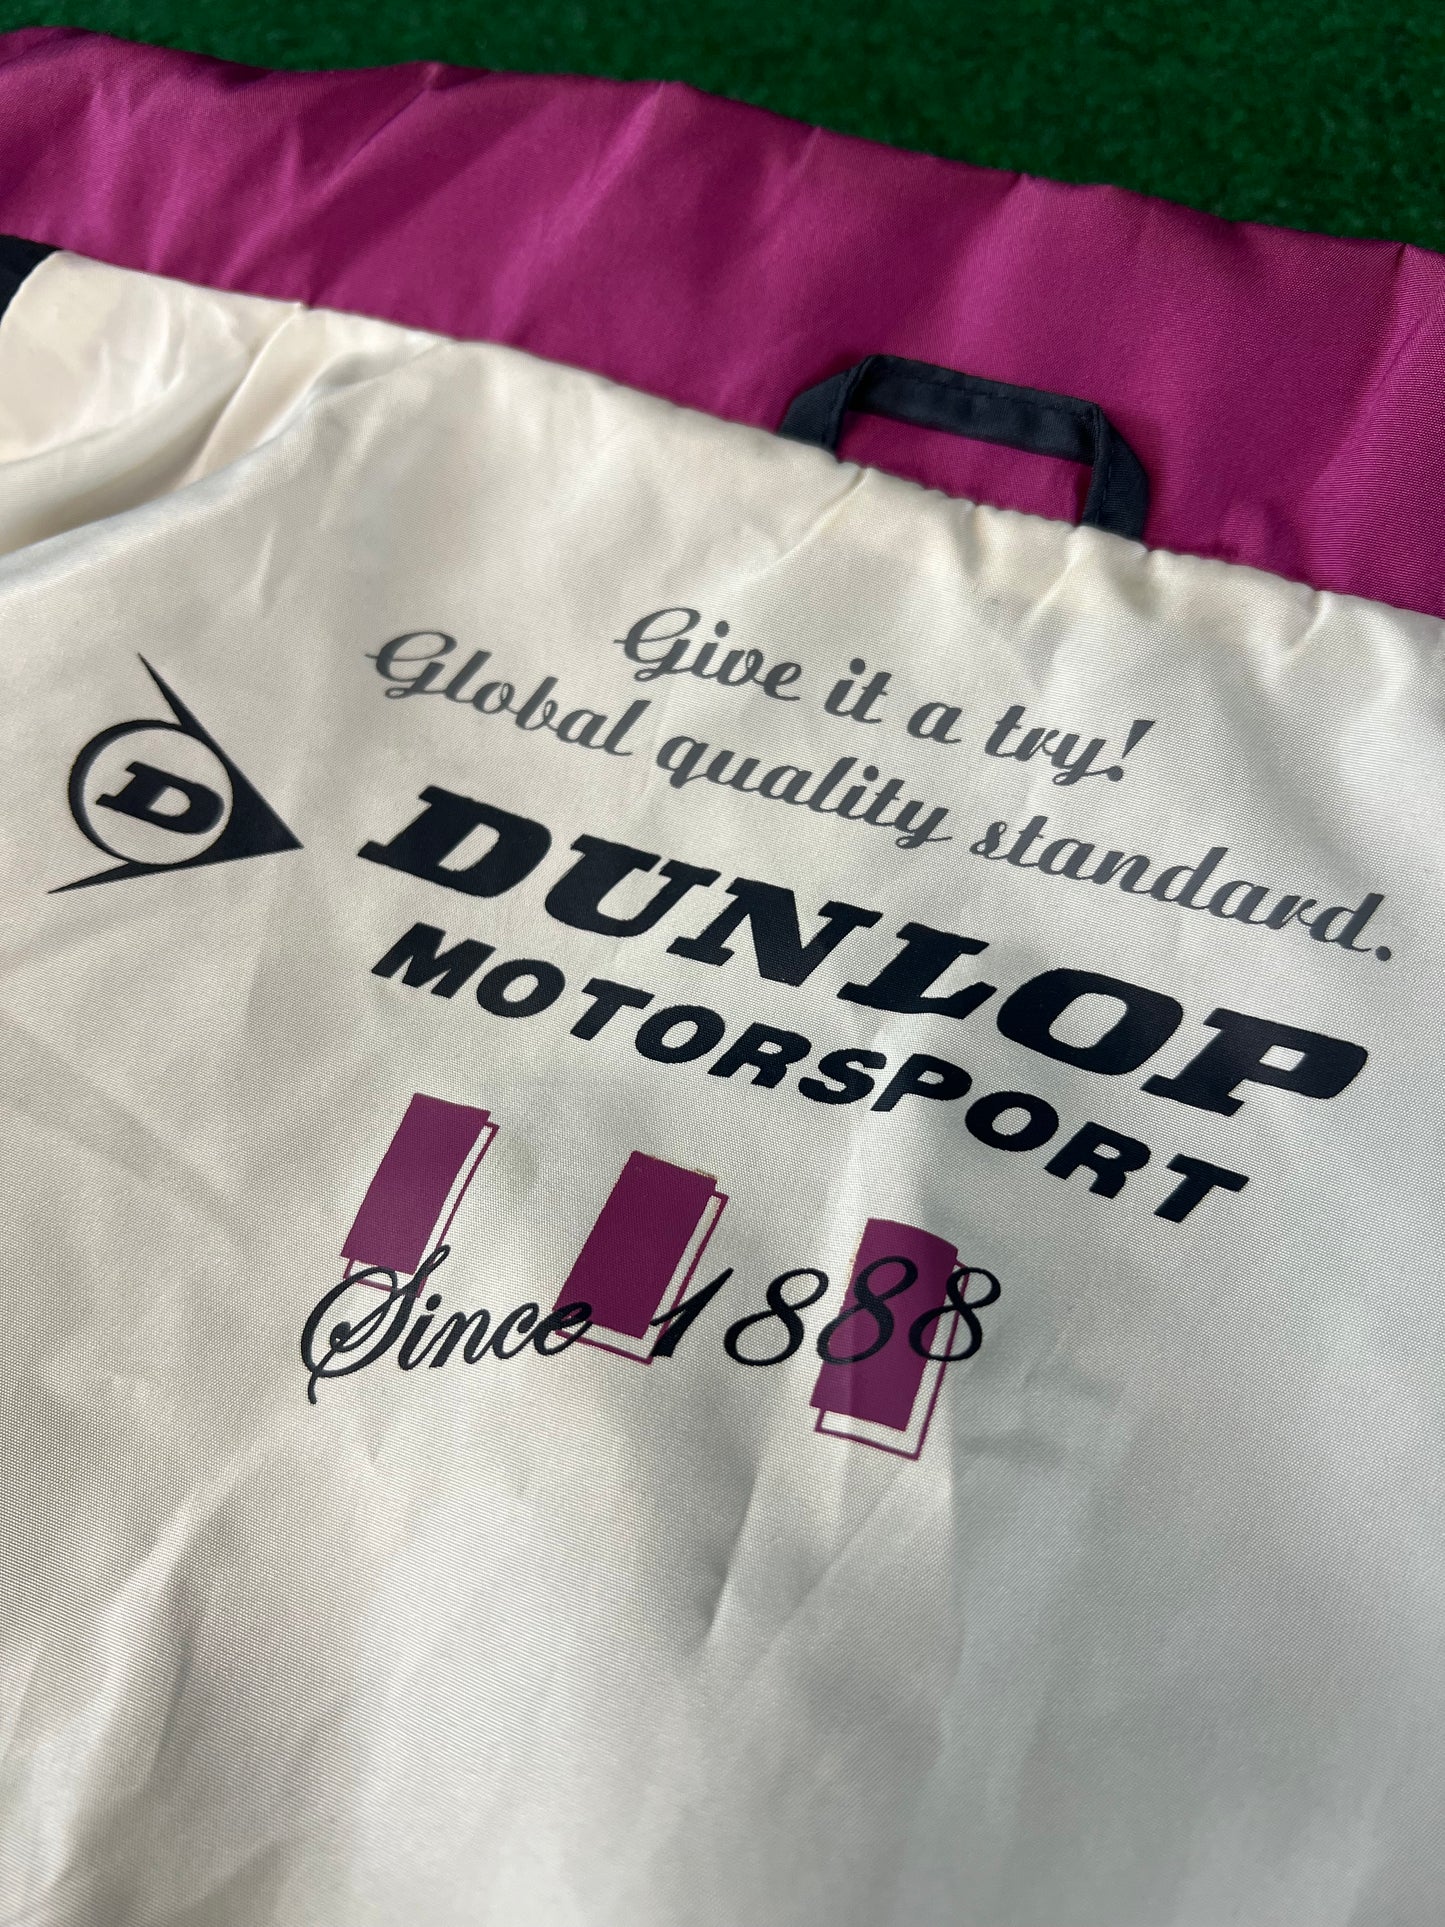 Give it a try!
Global quality standard.
D
DUNLOP
MOTORSPORT
Since 1888